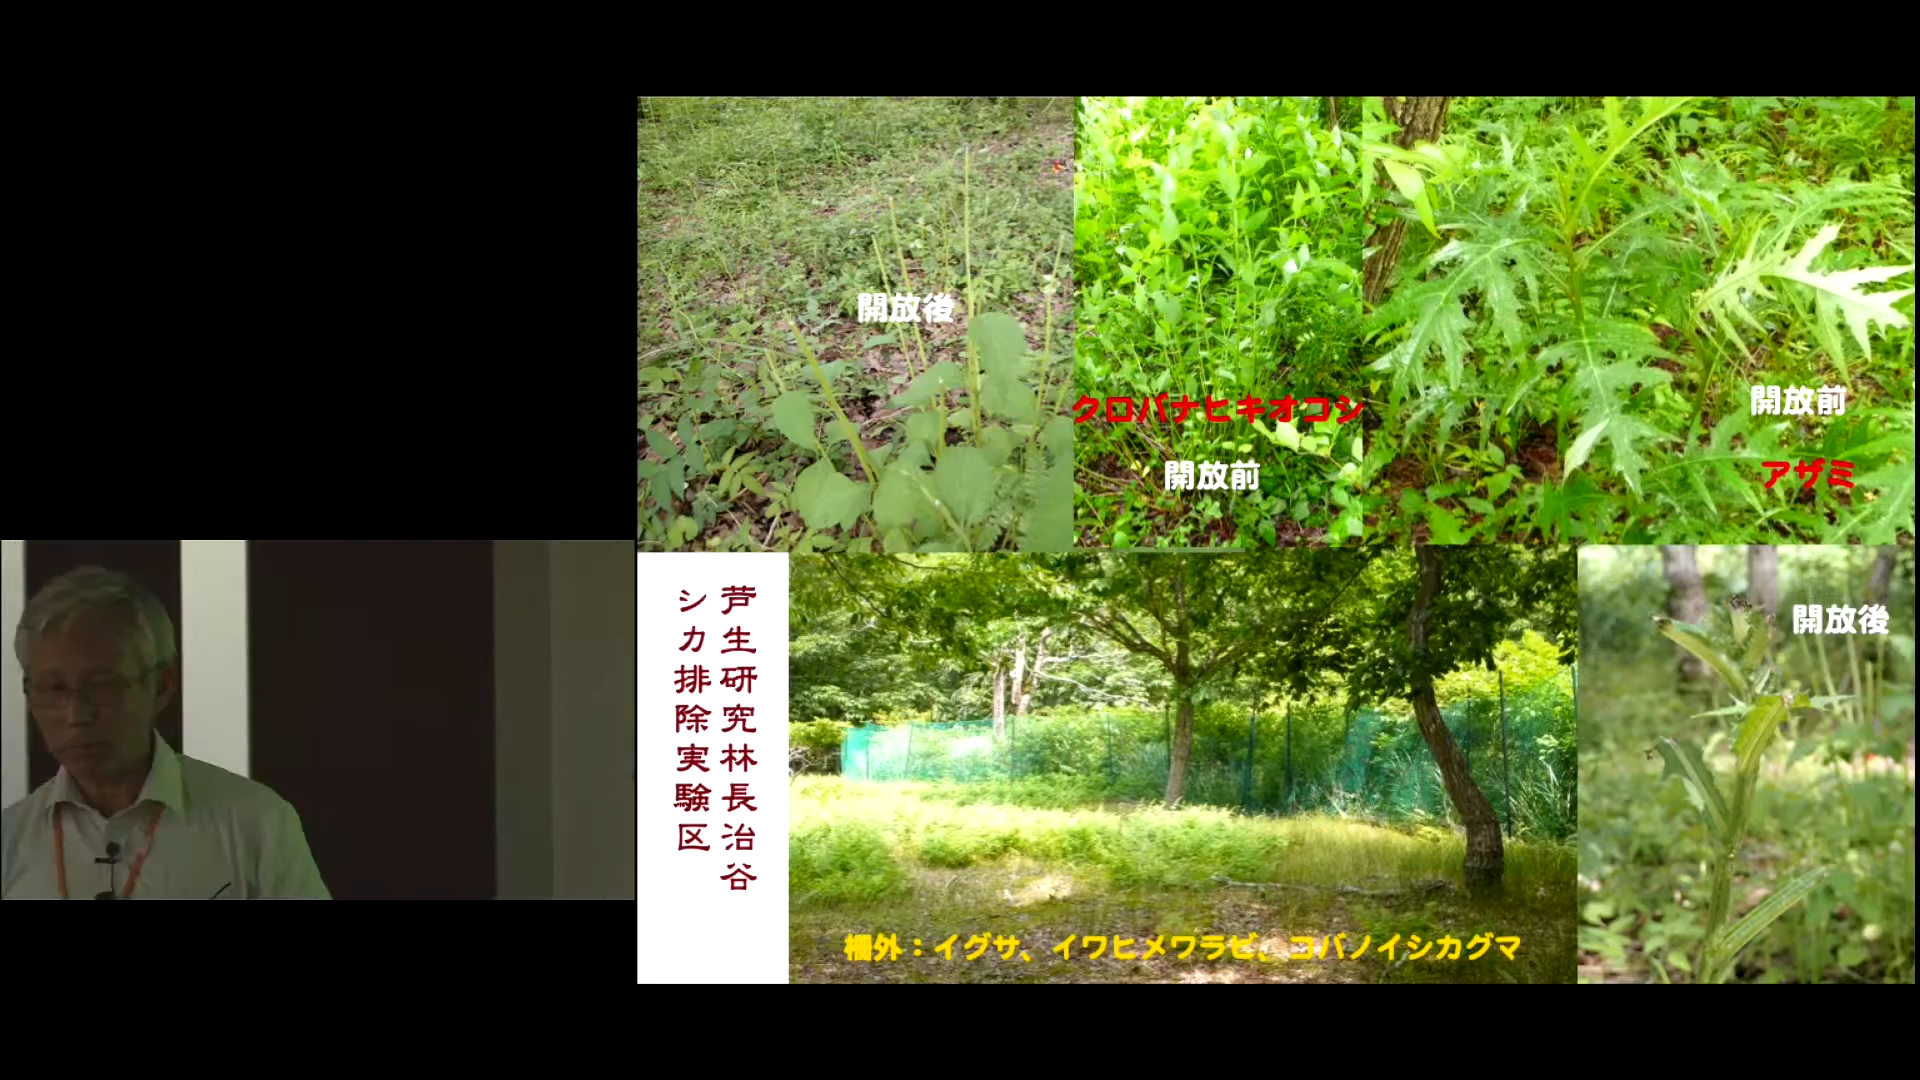 開放後
クロバナヒキオコシ
開放前
開放前
アザミ
芦生研究林長治谷
シカ排除実験区
柵外：イグサ、イワヒメワラビ、コバノイシカグマ
開放後